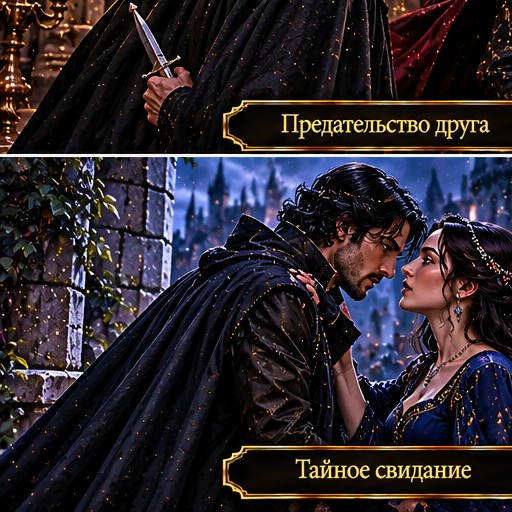 Предательство друга
Тайное свидание